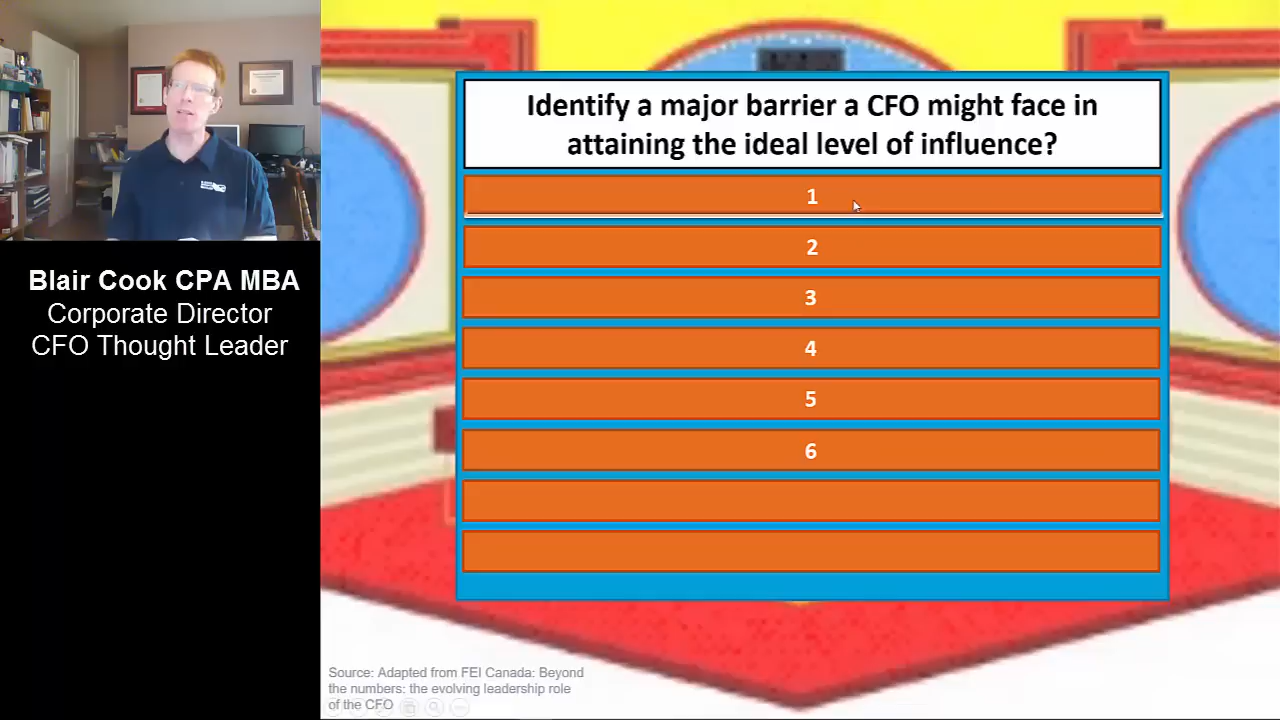 Blair Cook CPA MBA
Corporate Director
CFO Thought Leader
Identify a major barrier a CFO might face in
attaining the ideal level of influence?
1
2
3
4
5
6
Source: Adapted from FEI Canada: Beyond
the numbers: the evolving leadership role
of the CFO